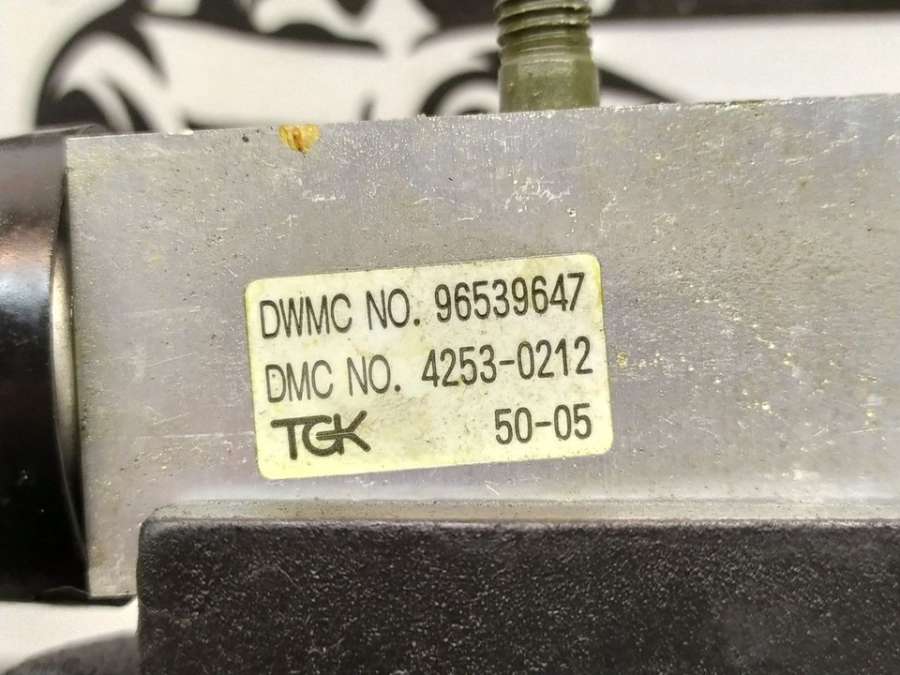 DWMC NO. 96539647
DMC NO. 4253-0212
TGK 50-05